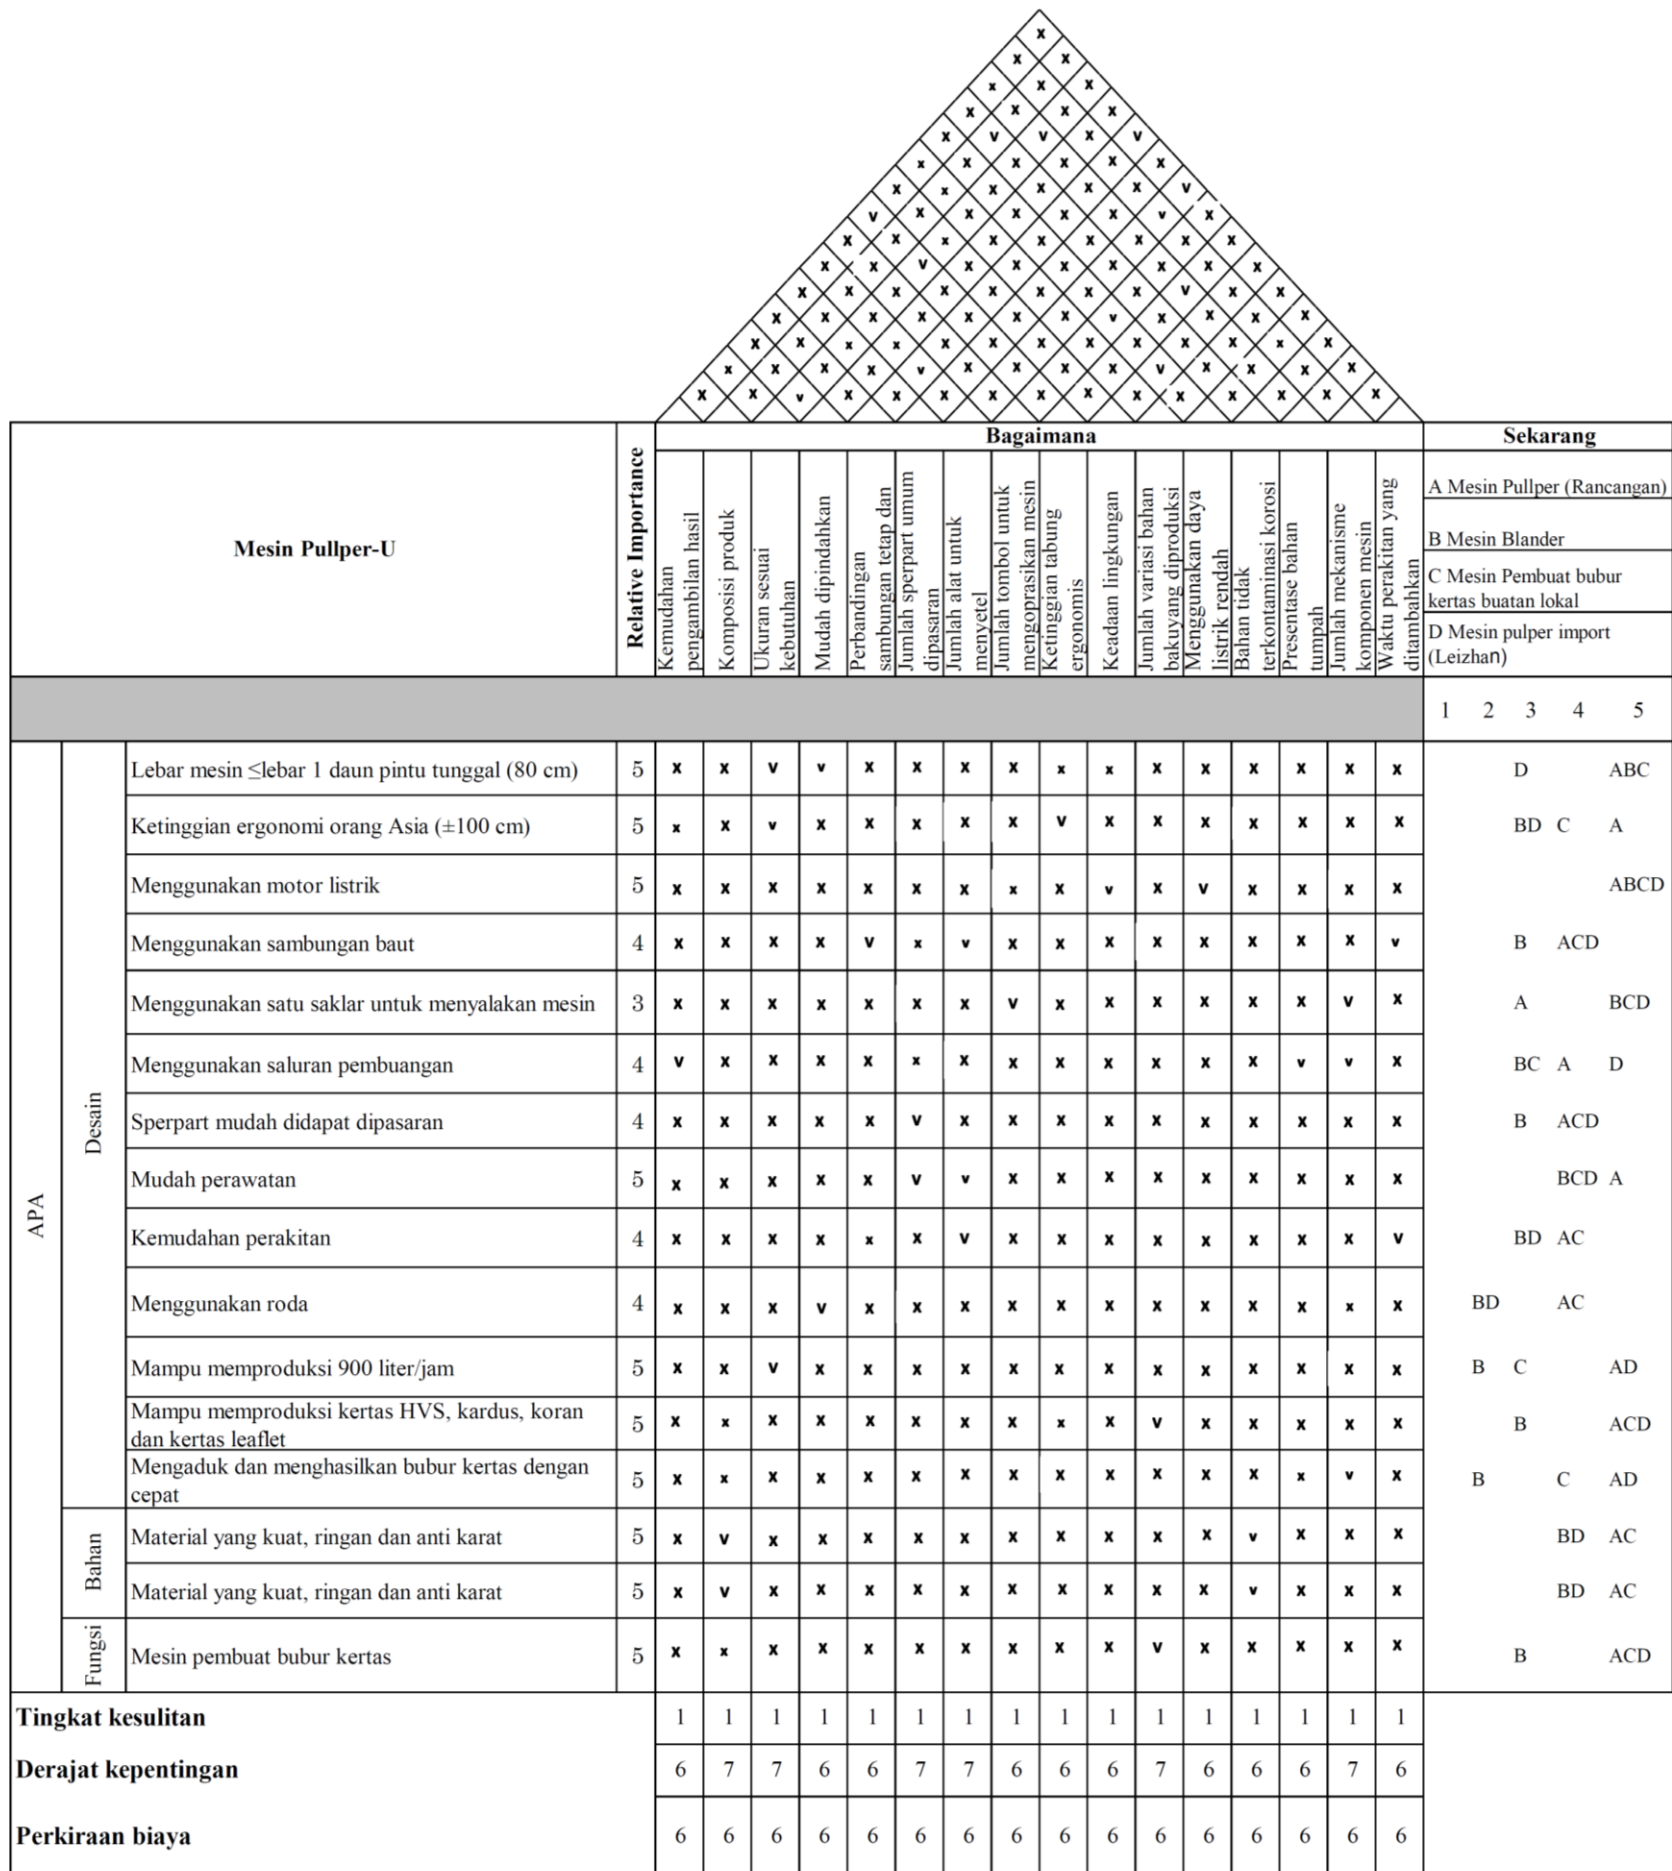 x
x x
x x x
x x x x
x v v x v
x x x x x x
x x x x x x v
v x x x x x v x
x x x x x x x x x
x x v x x x x x x x
x x x x x x x x v x x
x x x x x x x v x x x x
x x x x x x x x x x x x x
x x x x v x x x x v x x x x
x x v x x x x x x x x x x x x
Mesin Pullper-U
Relative Importance
Bagaimana
Kemudahan
pengambilan hasil
Komposisi produk
Ukuran sesuai
kebutuhan
Mudah dipindahkan
Perbandingan
sambungan tetap dan
Jumlah sperpart umum
dipasaran
Jumlah alat untuk
menyetel
Jumlah tombol untuk
mengoprasikan mesin
Ketinggian tabung
ergonomis
Keadaan lingkungan
Jumlah variasi bahan
bakuyang diproduksi
Menggunakan daya
listrik rendah
Bahan tidak
terkontaminasi korosi
Presentase bahan
tumpah
Jumlah mekanisme
komponen mesin
Waktu perakitan yang
ditambahkan
Sekarang
A Mesin Pullper (Rancangan)
B Mesin Blander
C Mesin Pembuat bubur
kertas buatan lokal
D Mesin pulper import
(Leizhan)
1 2 3 4 5
APA
Desain
Lebar mesin ≤lebar 1 daun pintu tunggal (80 cm) 5 x x v v x x x x x x x x x x x x D ABC
Ketinggian ergonomi orang Asia (±100 cm) 5 x x v x x x x x v x x x x x x x BD C A
Menggunakan motor listrik 5 x x x x x x x x x v x v x x x x ABCD
Menggunakan sambungan baut 4 x x x x v x v x x x x x x x x v B ACD
Menggunakan satu saklar untuk menyalakan mesin 3 x x x x x x x v x x x x x x v x A BCD
Menggunakan saluran pembuangan 4 v x x x x x x x x x x x x v v x BC A D
Sperpart mudah didapat dipasaran 4 x x x x x v x x x x x x x x x x B ACD
Mudah perawatan 5 x x x x x v v x x x x x x x x x BCD A
Kemudahan perakitan 4 x x x x x x v x x x x x x x x v BD AC
Menggunakan roda 4 x x x v x x x x x x x x x x x x BD AC
Mampu memproduksi 900 liter/jam 5 x x v x x x x x x x x x x x x x B C AD
Mampu memproduksi kertas HVS, kardus, koran
dan kertas leaflet 5 x x x x x x x x x x v x x x x x B ACD
Mengaduk dan menghasilkan bubur kertas dengan
cepat 5 x x x x x x x x x x x x x x v x B C AD
Bahan
Material yang kuat, ringan dan anti karat 5 x v x x x x x x x x x x v x x x BD AC
Material yang kuat, ringan dan anti karat 5 x v x x x x x x x x x x v x x x BD AC
Fungsi
Mesin pembuat bubur kertas 5 x x x x x x x x x x v x x x x x B ACD
Tingkat kesulitan 1 1 1 1 1 1 1 1 1 1 1 1 1 1 1 1
Derajat kepentingan 6 7 7 6 6 7 7 6 6 6 7 6 6 6 7 6
Perkiraan biaya 6 6 6 6 6 6 6 6 6 6 6 6 6 6 6 6